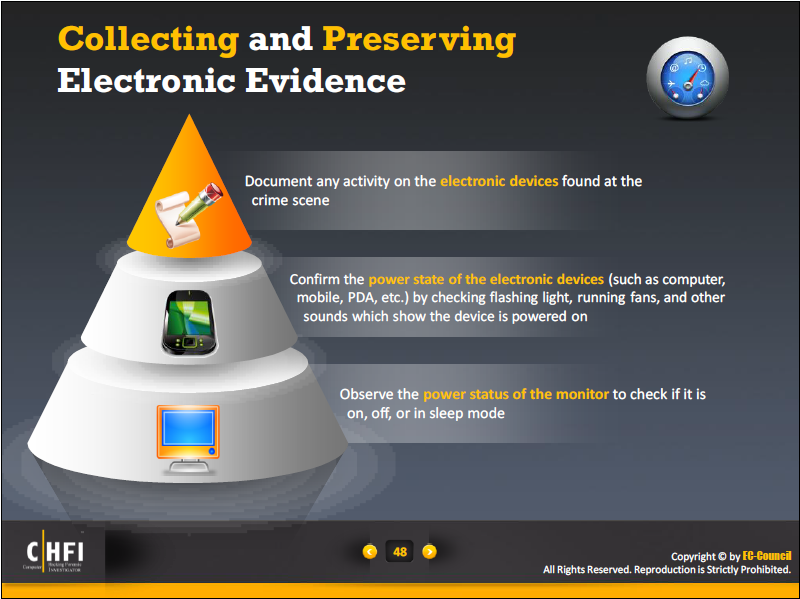 Collecting and Preserving
Electronic Evidence
Document any activity on the electronic devices found at the
crime scene
Confirm the power state of the electronic devices (such as computer,
mobile, PDA, etc.) by checking flashing light, running fans, and other
sounds which show the device is powered on
Observe the power status of the monitor to check if it is
on, off, or in sleep mode
CHFI
Computer Hacking Forensic
INVESTIGATOR
48
Copyright © by EC-Council
All Rights Reserved. Reproduction is Strictly Prohibited.